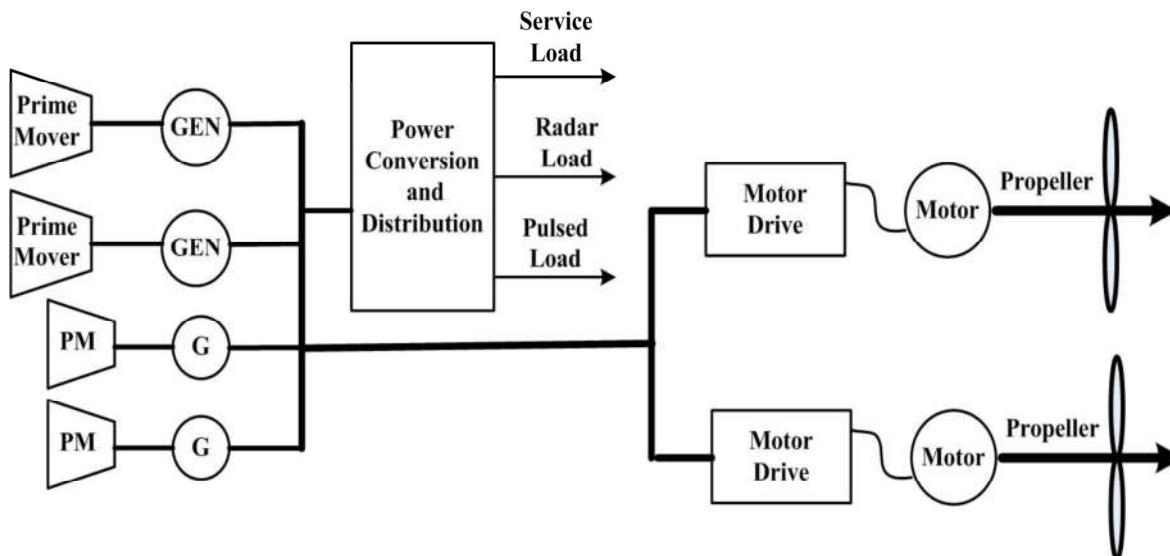 Prime
Mover
GEN
Prime
Mover
GEN
PM
G
PM
G
Power
Conversion
and
Distribution
Service
Load
Radar
Load
Pulsed
Load
Motor
Drive
Motor
Propeller
Motor
Drive
Motor
Propeller